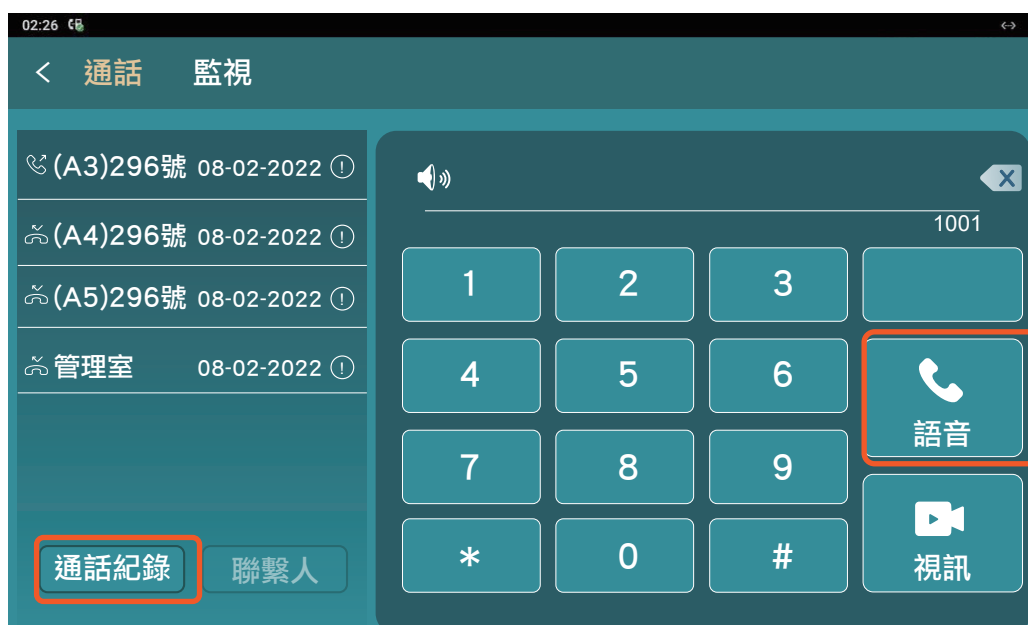 02:26
通話 監視
(A3)296號 08-02-2022
(A4)296號 08-02-2022
(A5)296號 08-02-2022
管理室 08-02-2022
通話紀錄 聯繫人
1001
1 2 3
4 5 6
語音
7 8 9
* 0 #
視訊